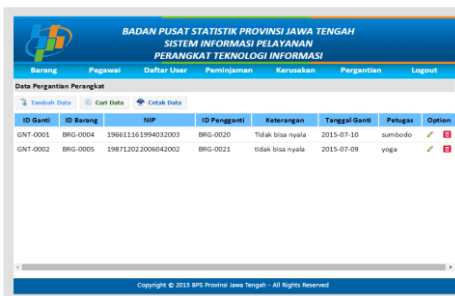 BADAN PUSAT STATISTIK PROVINSI JAWA TENGAH
SISTEM INFORMASI PELAYANAN
PERANGKAT TEKNOLOGI INFORMASI
Barang Pegawai Daftar User Peminjaman Kerusakan Pergantian Logout
Data Pergantian Perangkat
Tambah Data Cari Data Cetak Data
ID Ganti ID Barang NIP ID Pengganti Keterangan Tanggal Ganti Petugas Option
GNT-0001 BRG-0004 196611161994032003 BRG-0020 Tidak bisa nyala 2015-07-10 sumbodo
GNT-0002 BRG-0005 198712022006042002 BRG-0021 tidak bisa nyala 2015-07-09 yoga
Copyright © 2015 BPS Provinsi Jawa Tengah - All Rights Reserved